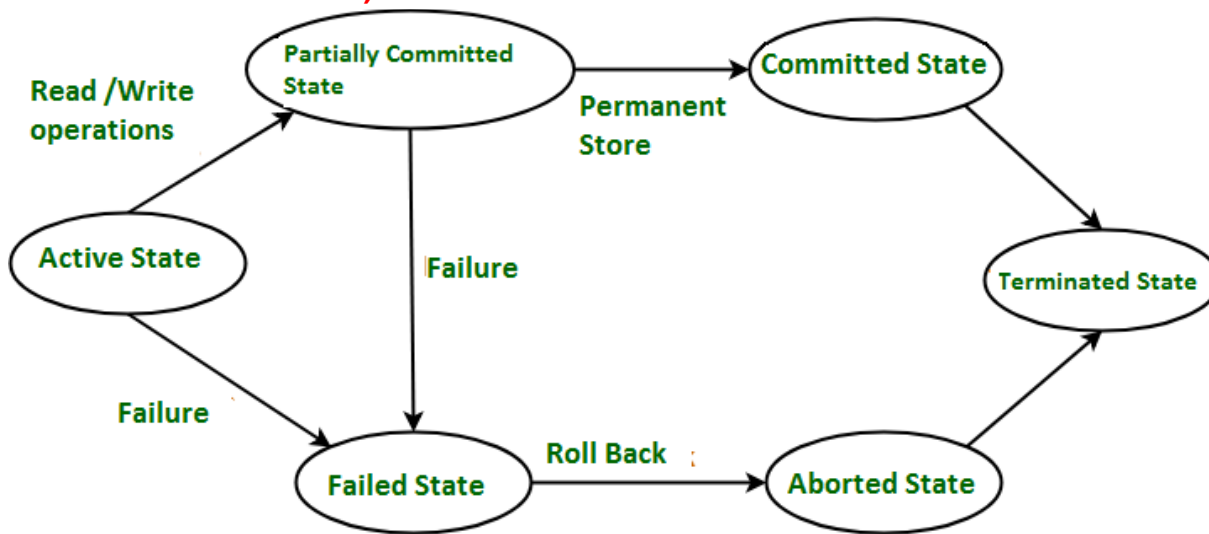 Partially Committed
State
Committed State
Read /Write
operations
Permanent
Store
Active State
Failure
Terminated State
Failure
Roll Back
Failed State
Aborted State